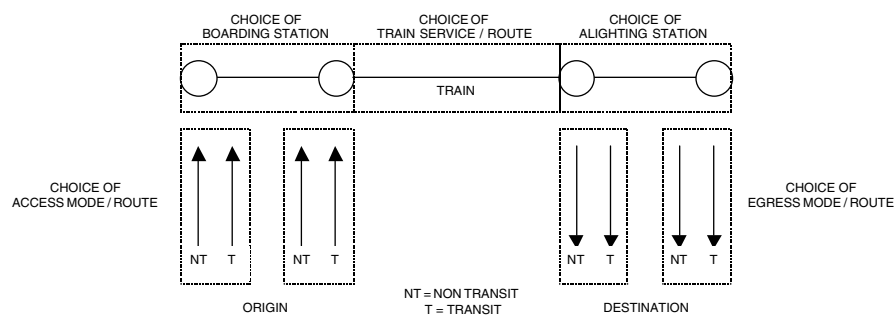 CHOICE OF
BOARDING STATION
CHOICE OF
TRAIN SERVICE / ROUTE
CHOICE OF
ALIGHTING STATION
TRAIN
CHOICE OF
ACCESS MODE / ROUTE
NT T NT T
NT T NT T
CHOICE OF
EGRESS MODE / ROUTE
ORIGIN
NT = NON TRANSIT
T = TRANSIT
DESTINATION